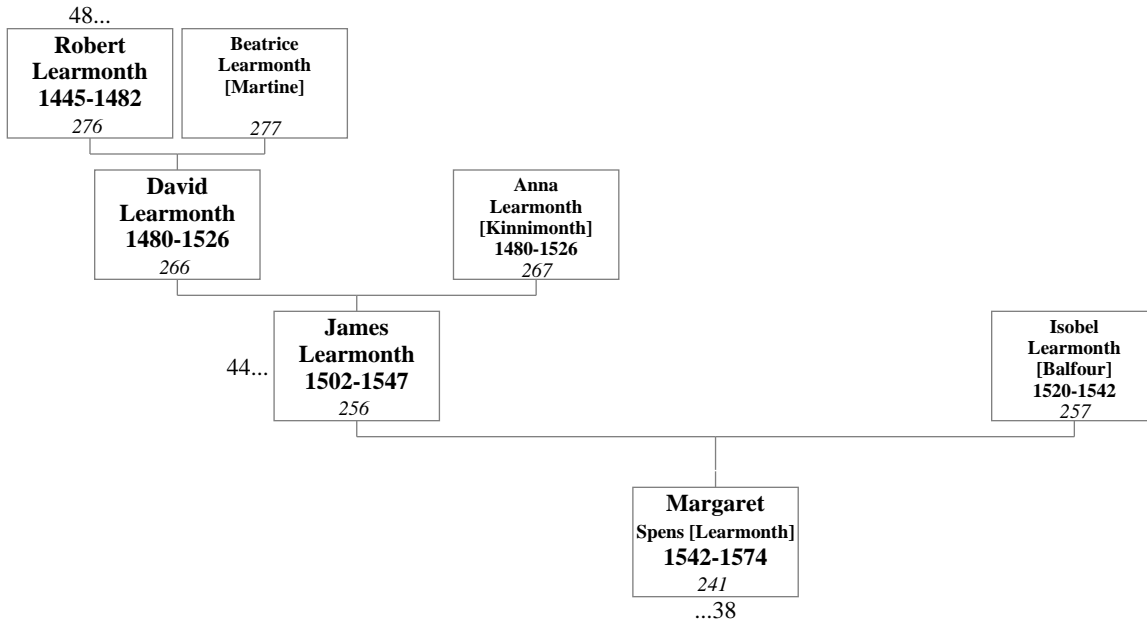 48...
Robert
Learmonth
1445-1482
276
Beatrice
Learmonth
[Martine]
277
David
Learmonth
1480-1526
266
Anna
Learmonth
[Kinnimonth]
1480-1526
267
44...
James
Learmonth
1502-1547
256
Isobel
Learmonth
[Balfour]
1520-1542
257
Margaret
Spens [Learmonth]
1542-1574
241
...38